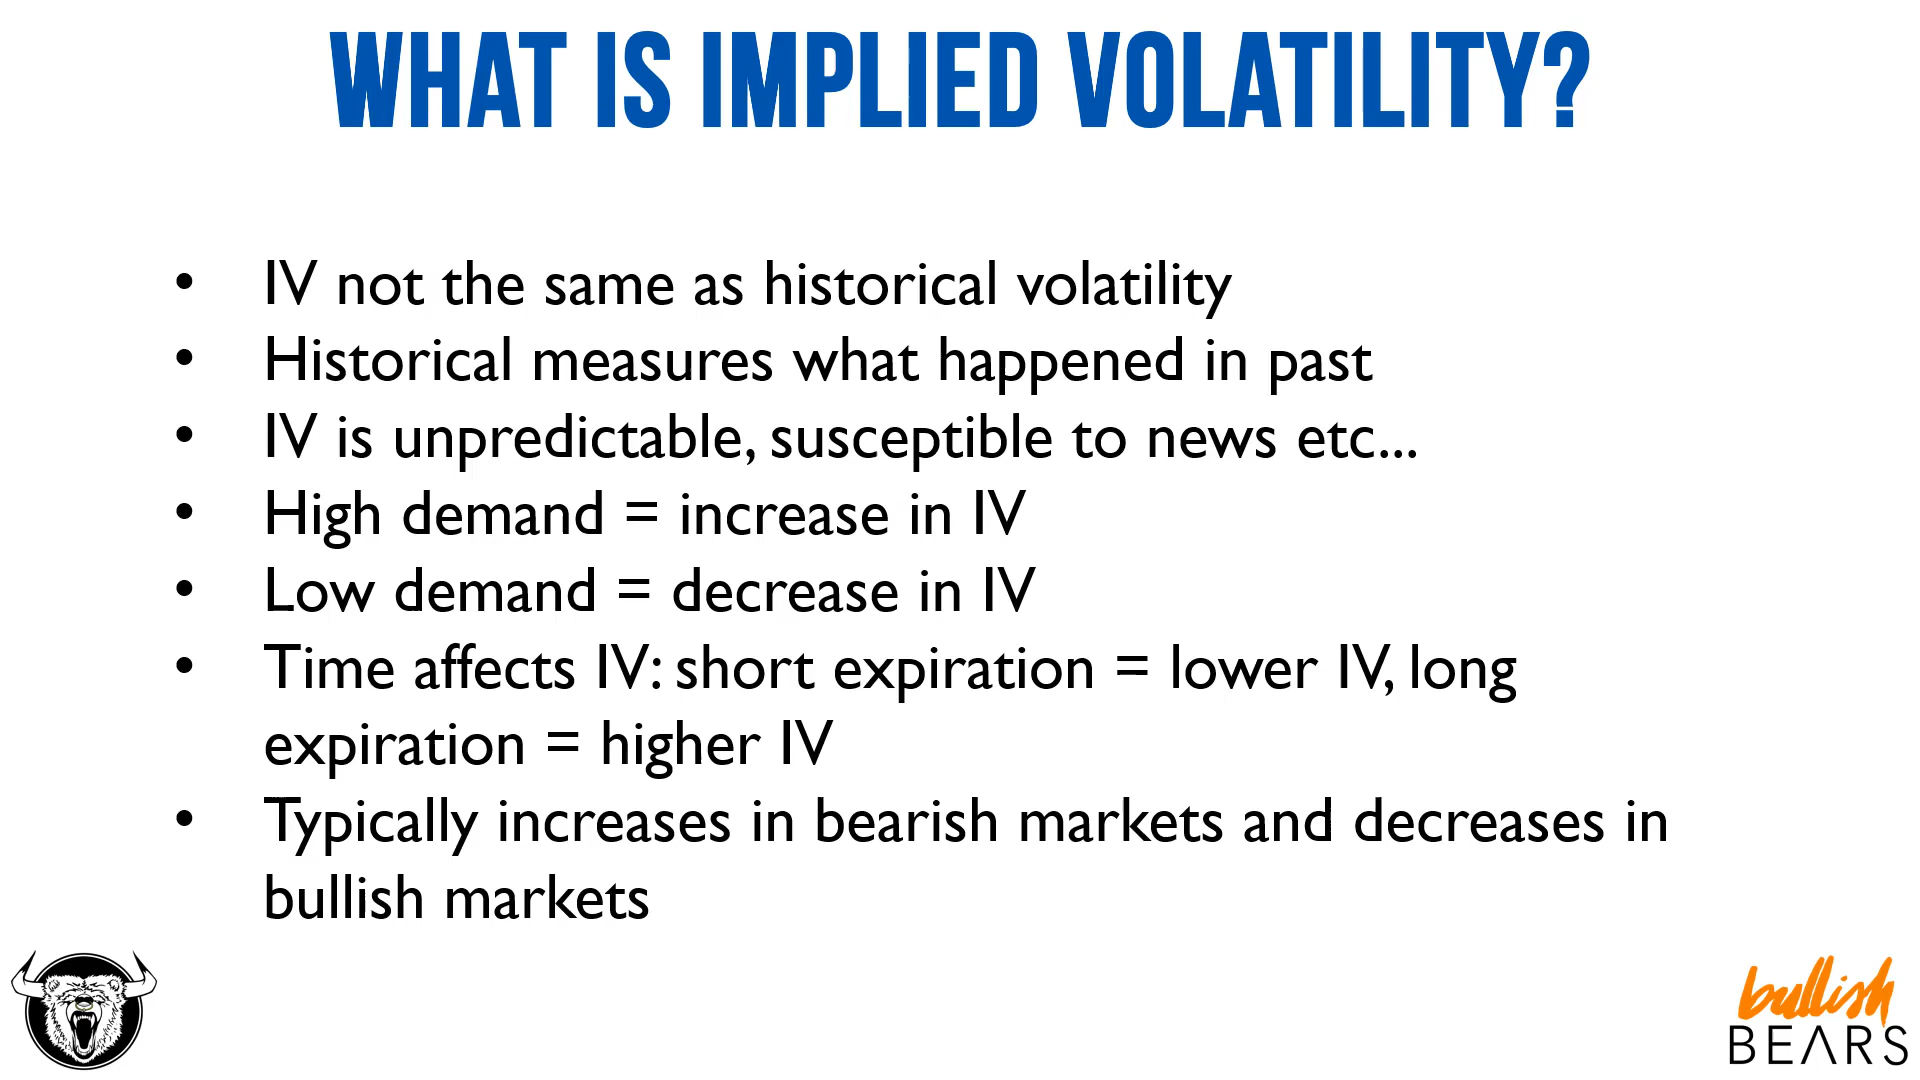 WHAT IS IMPLIED VOLATILITY?
• IV not the same as historical volatility
• Historical measures what happened in past
• IV is unpredictable, susceptible to news etc...
• High demand = increase in IV
• Low demand = decrease in IV
• Time affects IV: short expiration = lower IV, long
expiration = higher IV
• Typically increases in bearish markets and decreases in
bullish markets
bullish
BEARS